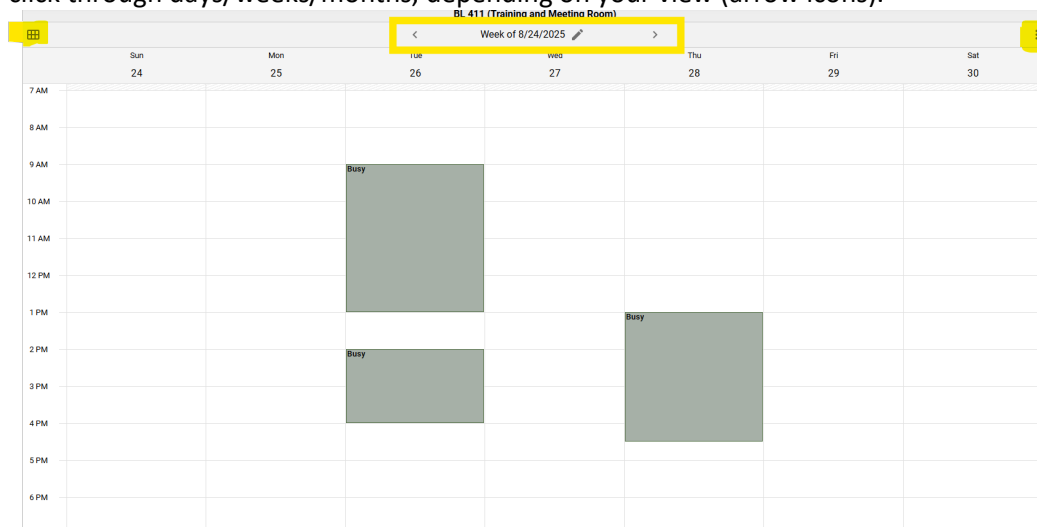 click through days/weeks/months, depending on your view (arrow icons).
BL 411 (Training and Meeting Room)
Week of 8/24/2025
Sun Mon Tue Wed Thu Fri Sat
24 25 26 27 28 29 30
7 AM
8 AM
9 AM
Busy
10 AM
11 AM
12 PM
1 PM
Busy
2 PM
Busy
3 PM
4 PM
5 PM
6 PM